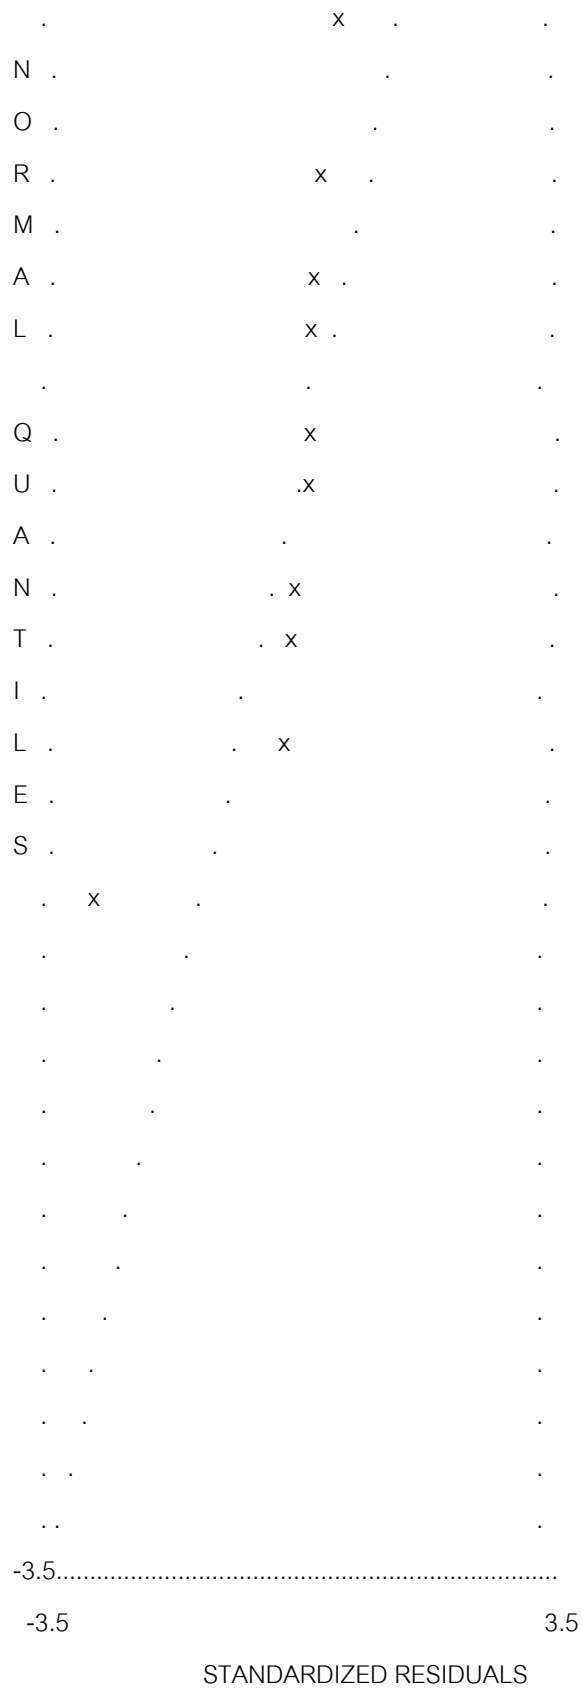 . x . .
N . . .
O . . .
R . x . .
M . . .
A . x . .
L . x . .
. . .
Q . x .
U . .x .
A . . .
N . . x .
T . . x .
I . . .
L . . x .
E . . .
S . . .
. x . .
. . .
. . .
. . .
. . .
. . .
. . .
. . .
. . .
. . .
. . .
. . .
. . .
-3.5..........................................................................
-3.5 3.5
STANDARDIZED RESIDUALS